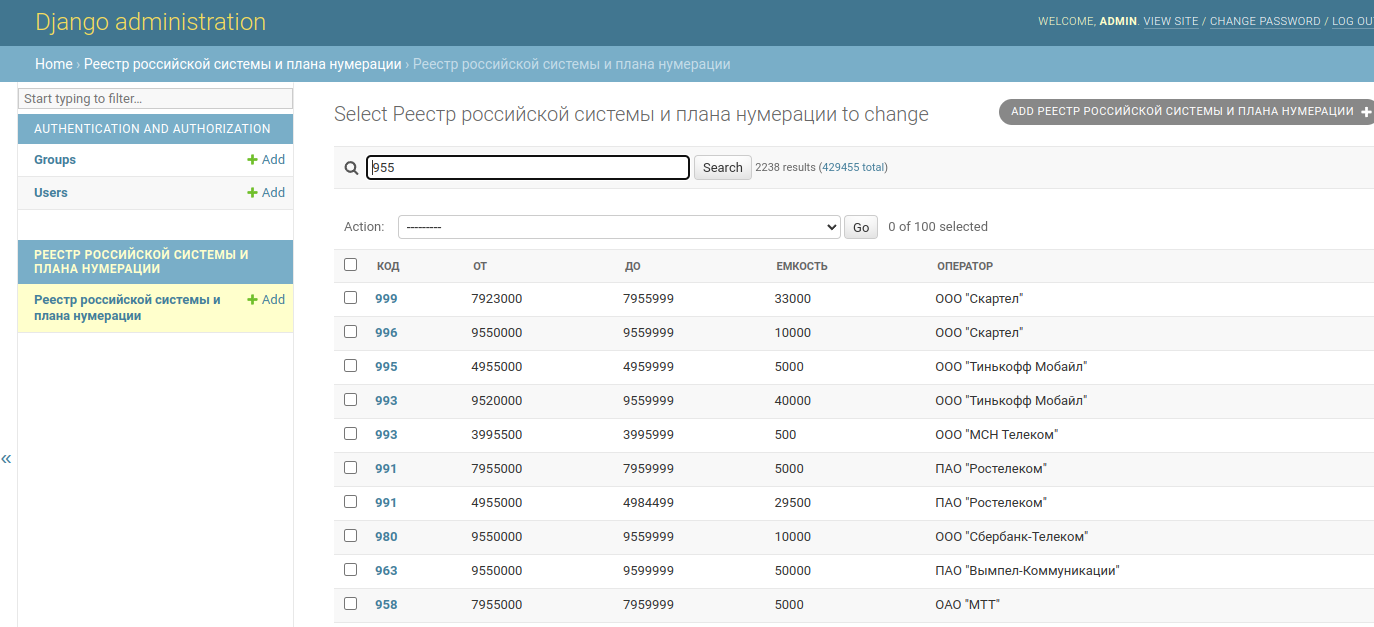 Django administration
WELCOME, ADMIN. VIEW SITE / CHANGE PASSWORD / LOG OU
Home › Реестр российской системы и плана нумерации › Реестр российской системы и плана нумерации
Start typing to filter...
AUTHENTICATION AND AUTHORIZATION
Groups + Add
Users + Add
РЕЕСТР РОССИЙСКОЙ СИСТЕМЫ И
ПЛАНА НУМЕРАЦИИ
Реестр российской системы и + Add
плана нумерации
«
Select Реестр российской системы и плана нумерации to change
ADD РЕЕСТР РОССИЙСКОЙ СИСТЕМЫ И ПЛАНА НУМЕРАЦИИ +
955 Search 2238 results (429455 total)
Action: --------- Go 0 of 100 selected
КОД ОТ ДО ЕМКОСТЬ ОПЕРАТОР
999 7923000 7955999 33000 ООО "Скартел"
996 9550000 9559999 10000 ООО "Скартел"
995 4955000 4959999 5000 ООО "Тинькофф Мобайл"
993 9520000 9559999 40000 ООО "Тинькофф Мобайл"
993 3995500 3995999 500 ООО "МСН Телеком"
991 7955000 7959999 5000 ПАО "Ростелеком"
991 4955000 4984499 29500 ПАО "Ростелеком"
980 9550000 9559999 10000 ООО "Сбербанк-Телеком"
963 9550000 9599999 50000 ПАО "Вымпел-Коммуникации"
958 7955000 7959999 5000 ОАО "МТТ"